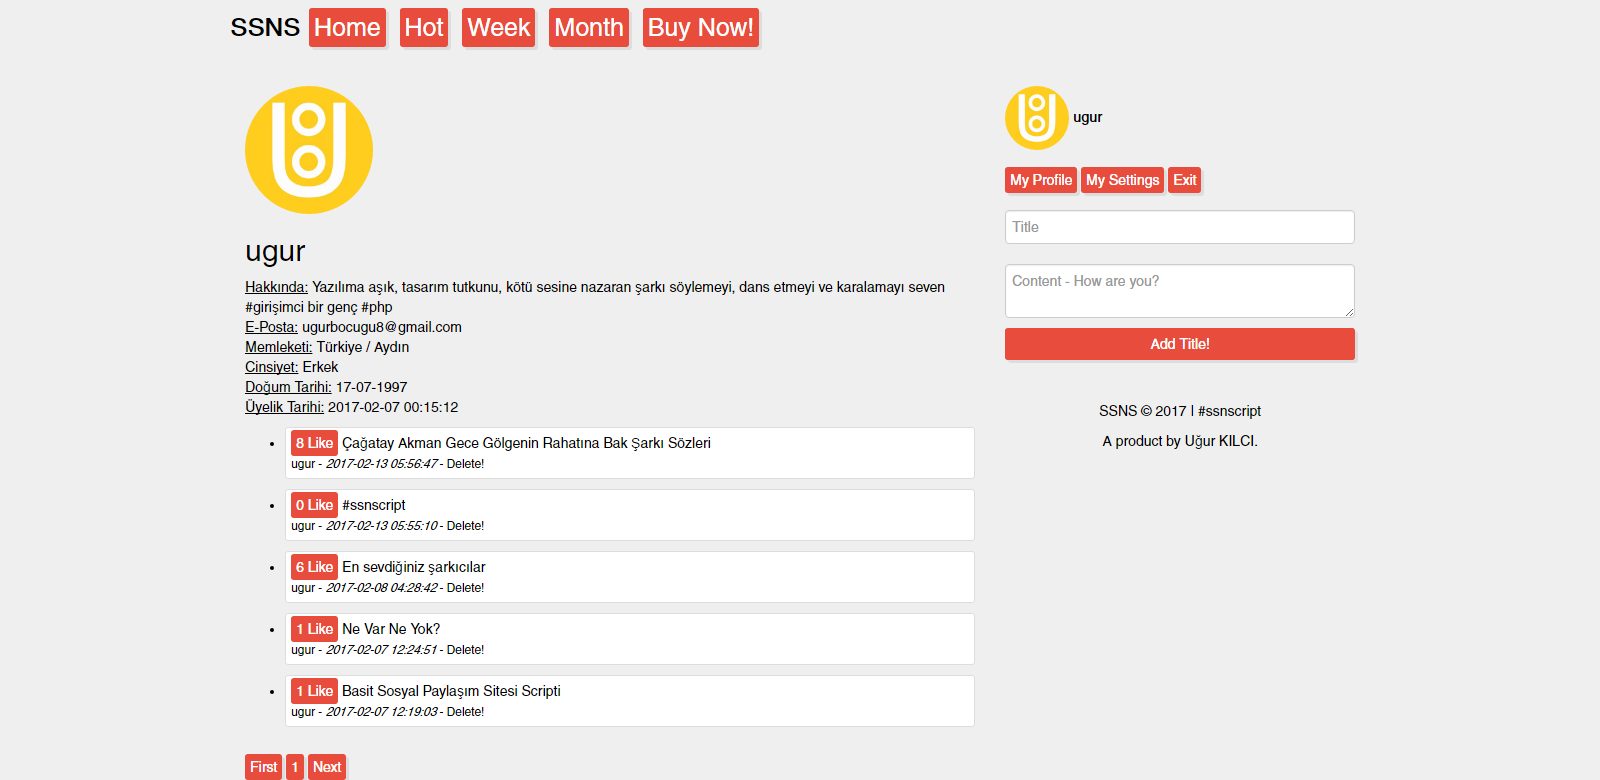 SSNS Home Hot Week Month Buy Now!
ugur
Hakkında: Yazılıma aşık, tasarım tutkunu, kötü sesine nazaran şarkı söylemeyi, dans etmeyi ve karalamayı seven
#girişimci bir genç #php
E-Posta: ugurbocugu8@gmail.com
Memleketi: Türkiye / Aydın
Cinsiyet: Erkek
Doğum Tarihi: 17-07-1997
Üyelik Tarihi: 2017-02-07 00:15:12
8 Like Çağatay Akman Gece Gölgenin Rahatına Bak Şarkı Sözleri
ugur - 2017-02-13 05:56:47 - Delete!
0 Like #ssnscript
ugur - 2017-02-13 05:55:10 - Delete!
6 Like En sevdiğiniz şarkıcılar
ugur - 2017-02-08 04:28:42 - Delete!
1 Like Ne Var Ne Yok?
ugur - 2017-02-07 12:24:51 - Delete!
1 Like Basit Sosyal Paylaşım Sitesi Scripti
ugur - 2017-02-07 12:19:03 - Delete!
First 1 Next
ugur
My Profile My Settings Exit
Title
Content - How are you?
Add Title!
SSNS © 2017 | #ssnscript
A product by Uğur KILCI.